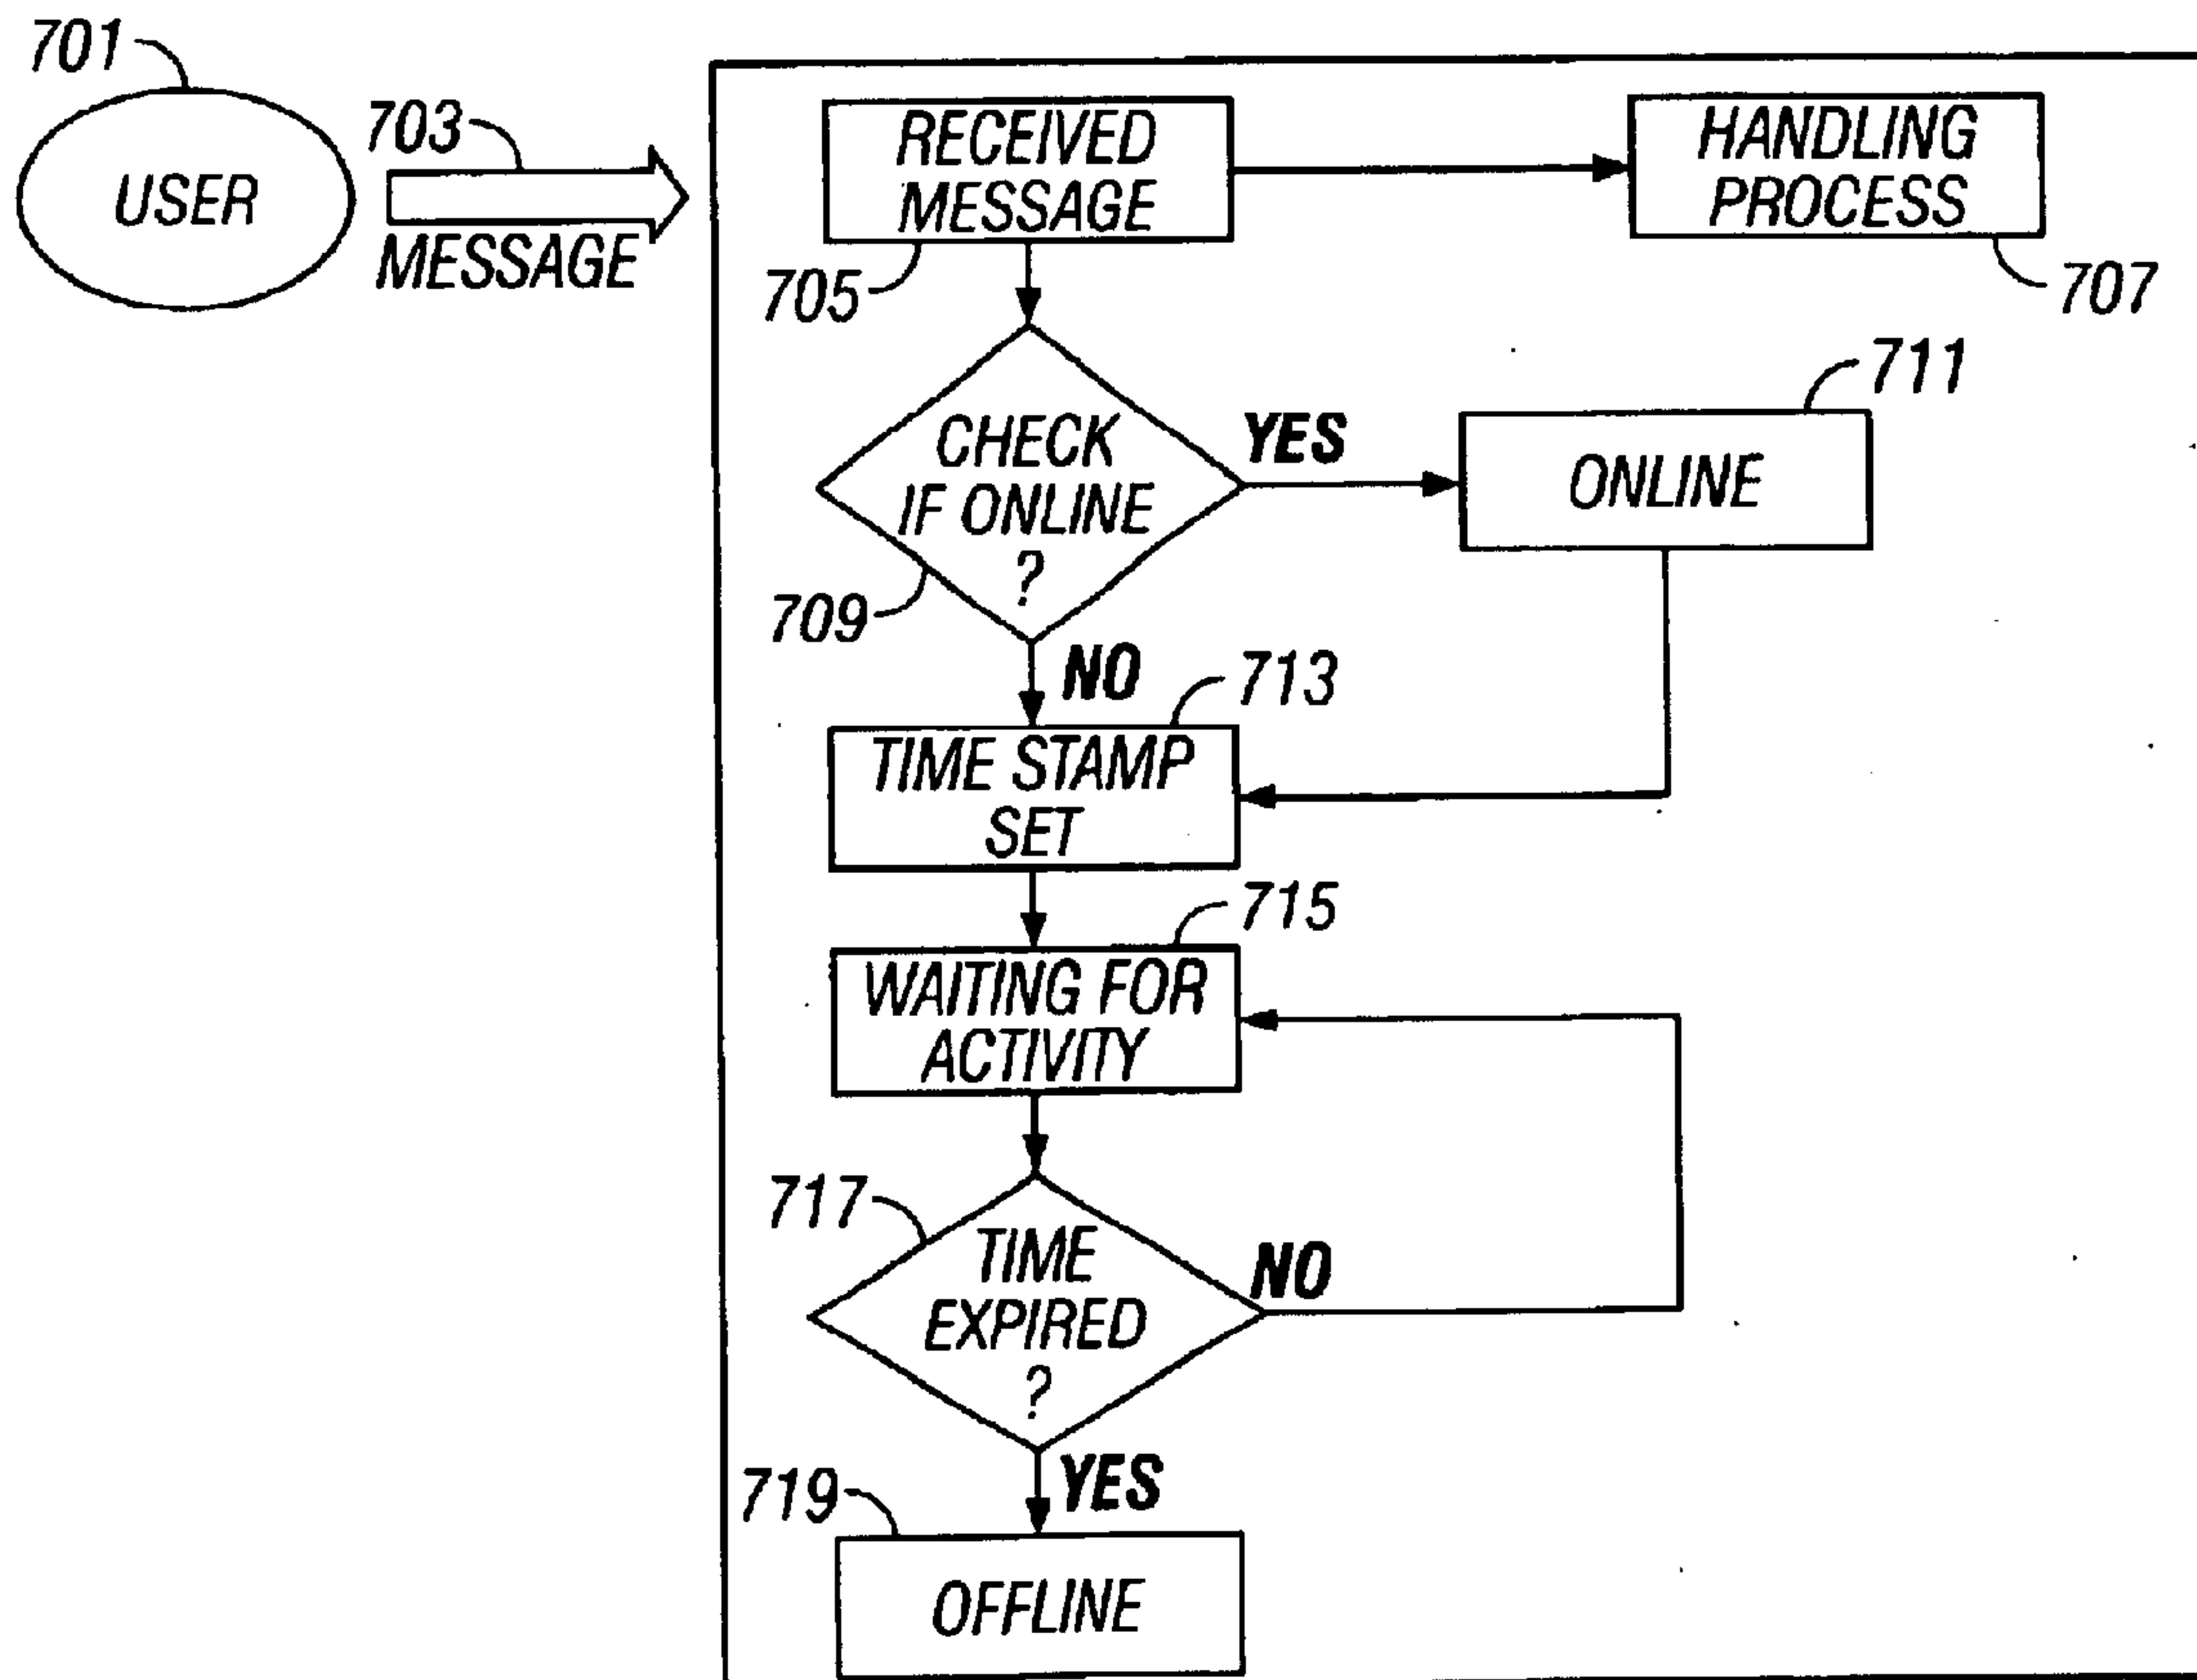 701
USER
703
MESSAGE
RECEIVED
MESSAGE
705
HANDLING
PROCESS
707
CHECK
IF ONLINE
?
709
YES
ONLINE
711
NO
713
TIME STAMP
SET
715
WAITING FOR
ACTIVITY
717
TIME
EXPIRED
?
NO
YES
719
OFFLINE